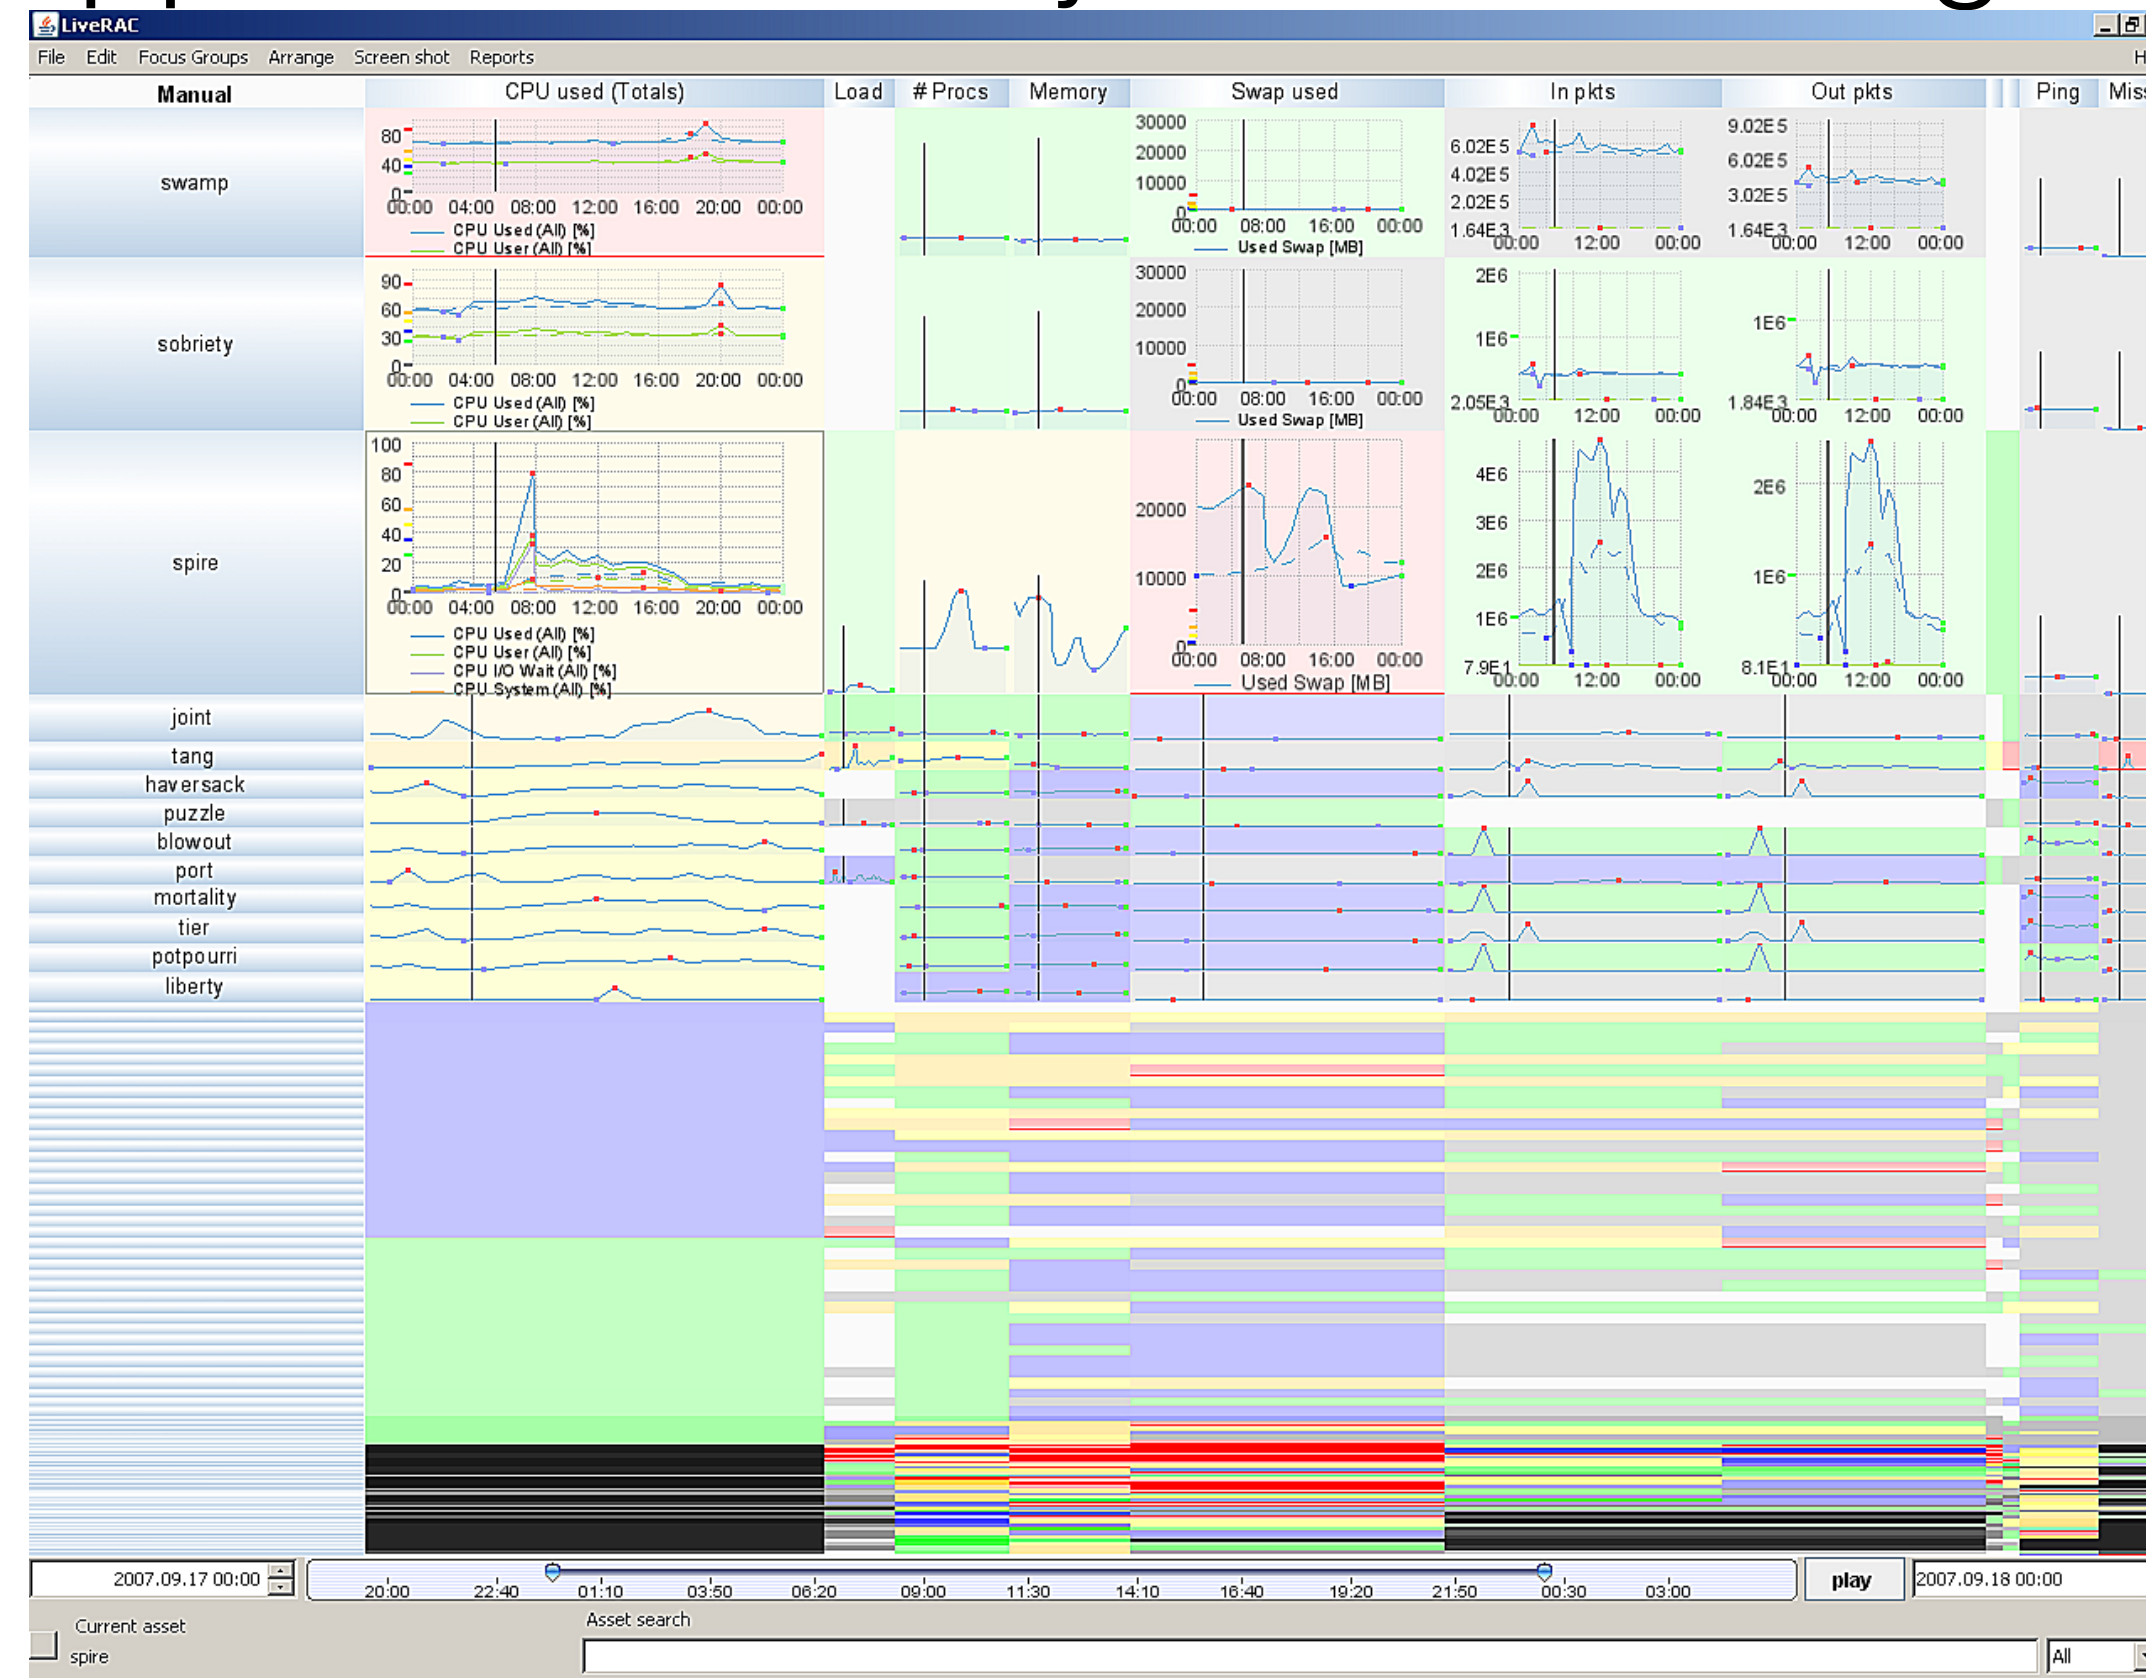 LiveRAC
File Edit Focus Groups Arrange Screen shot Reports
Manual CPU used (Totals) Load # Procs Memory Swap used In pkts Out pkts Ping
swamp
80
40
0
00:00 04:00 08:00 12:00 16:00 20:00 00:00
CPU Used (All) [%]
CPU User (All) [%]
30000
20000
10000
0
00:00 08:00 16:00 00:00
Used Swap [MB]
6.02E5
4.02E5
2.02E5
1.64E3
00:00 12:00 00:00
9.02E5
6.02E5
3.02E5
1.64E3
00:00 12:00 00:00
sobriety
90
60
30
0
00:00 04:00 08:00 12:00 16:00 20:00 00:00
CPU Used (All) [%]
CPU User (All) [%]
30000
20000
10000
0
00:00 08:00 16:00 00:00
Used Swap [MB]
2E6
1E6
2.05E3
00:00 12:00 00:00
1E6
1.84E3
00:00 12:00 00:00
spire
100
80
60
40
20
0
00:00 04:00 08:00 12:00 16:00 20:00 00:00
CPU Used (All) [%]
CPU User (All) [%]
CPU I/O Wait (All) [%]
CPU System (All) [%]
20000
10000
0
00:00 08:00 16:00 00:00
Used Swap [MB]
4E6
3E6
2E6
1E6
7.9E1
00:00 12:00 00:00
2E6
1E6
8.1E1
00:00 12:00 00:00
joint
tang
haversack
puzzle
blowout
port
mortality
tier
potpourri
liberty
2007.09.17 00:00 20:00 22:40 01:10 03:50 06:20 09:00 11:30 14:10 16:40 19:20 21:50 00:30 03:00 play 2007.09.18 00:00
Current asset Asset search
spire All